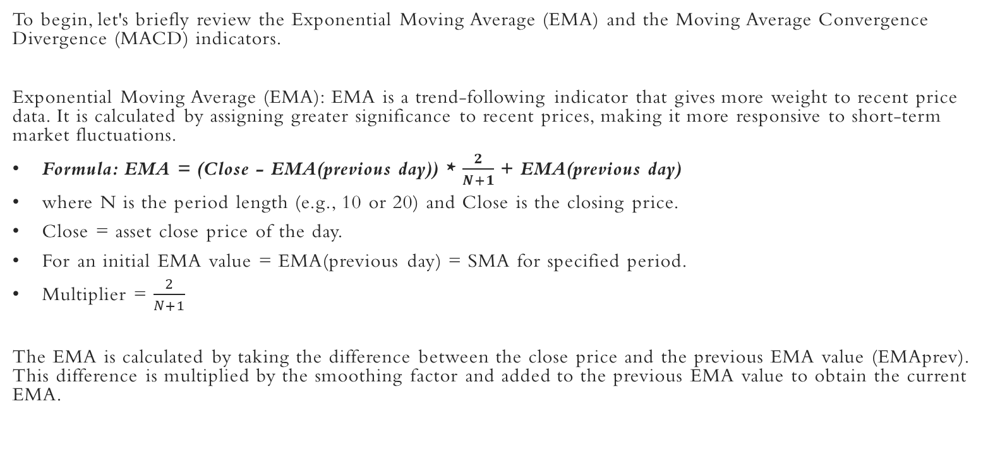 To begin, let's briefly review the Exponential Moving Average (EMA) and the Moving Average Convergence
Divergence (MACD) indicators.
Exponential Moving Average (EMA): EMA is a trend-following indicator that gives more weight to recent price
data. It is calculated by assigning greater significance to recent prices, making it more responsive to short-term
market fluctuations.
• Formula: EMA = (Close - EMA(previous day)) * 2/(N+1) + EMA(previous day)
• where N is the period length (e.g., 10 or 20) and Close is the closing price.
• Close = asset close price of the day.
• For an initial EMA value = EMA(previous day) = SMA for specified period.
• Multiplier = 2/(N+1)
The EMA is calculated by taking the difference between the close price and the previous EMA value (EMAprev).
This difference is multiplied by the smoothing factor and added to the previous EMA value to obtain the current
EMA.